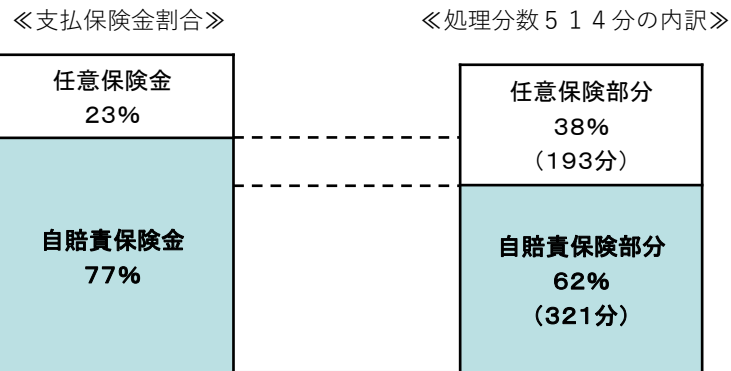 ≪支払保険金割合≫
≪処理分数５１４分の内訳≫
任意保険金
23%
任意保険部分
38%
（193分）
自賠責保険金
77%
自賠責保険部分
62%
（321分）